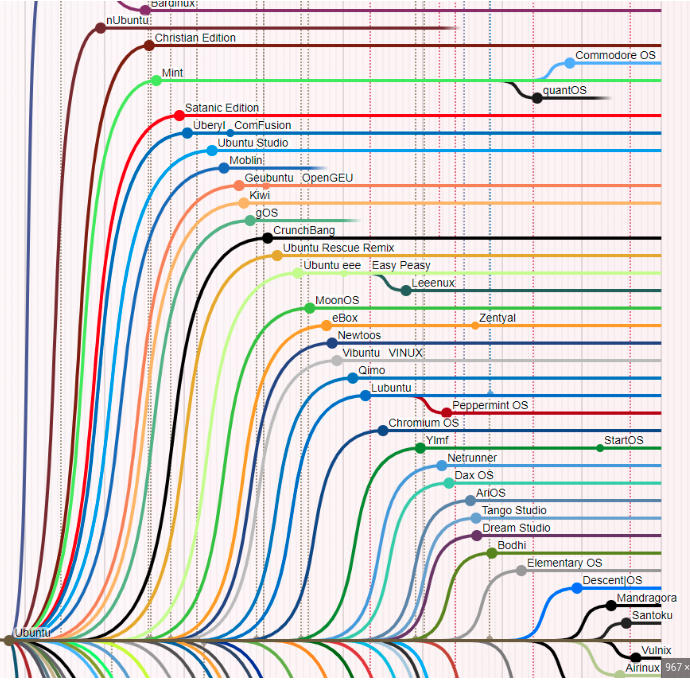 Bardinux
nUbuntu
Christian Edition
Commodore OS
Mint
quantOS
Satanic Edition
Uberyl ComFusion
Ubuntu Studio
Moblin
Geubuntu OpenGEU
Kiwi
gOS
CrunchBang
Ubuntu Rescue Remix
Ubuntu eee Easy Peasy
Leeenux
MoonOS
eBox Zentyal
Newtoos
Vibuntu VINUX
Qimo
Lubuntu
Peppermint OS
Chromium OS
Ylmf StartOS
Netrunner
Dax OS
AriOS
Tango Studio
Dream Studio
Bodhi
Elementary OS
Descent|OS
Mandragora
Santoku
Ubuntu
Vulnix
Airinux
967 ×